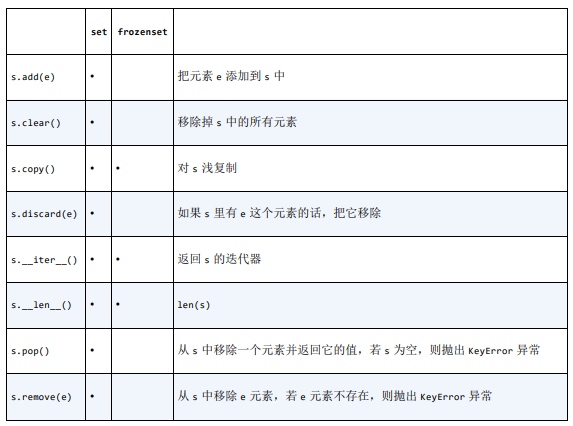 set frozenset
s.add(e) • 把元素 e 添加到 s 中
s.clear() • 移除掉 s 中的所有元素
s.copy() • • 对 s 浅复制
s.discard(e) • 如果 s 里有 e 这个元素的话，把它移除
s.__iter__() • • 返回 s 的迭代器
s.__len__() • • len(s)
s.pop() • 从 s 中移除一个元素并返回它的值，若 s 为空，则抛出 KeyError 异常
s.remove(e) • 从 s 中移除 e 元素，若 e 元素不存在，则抛出 KeyError 异常